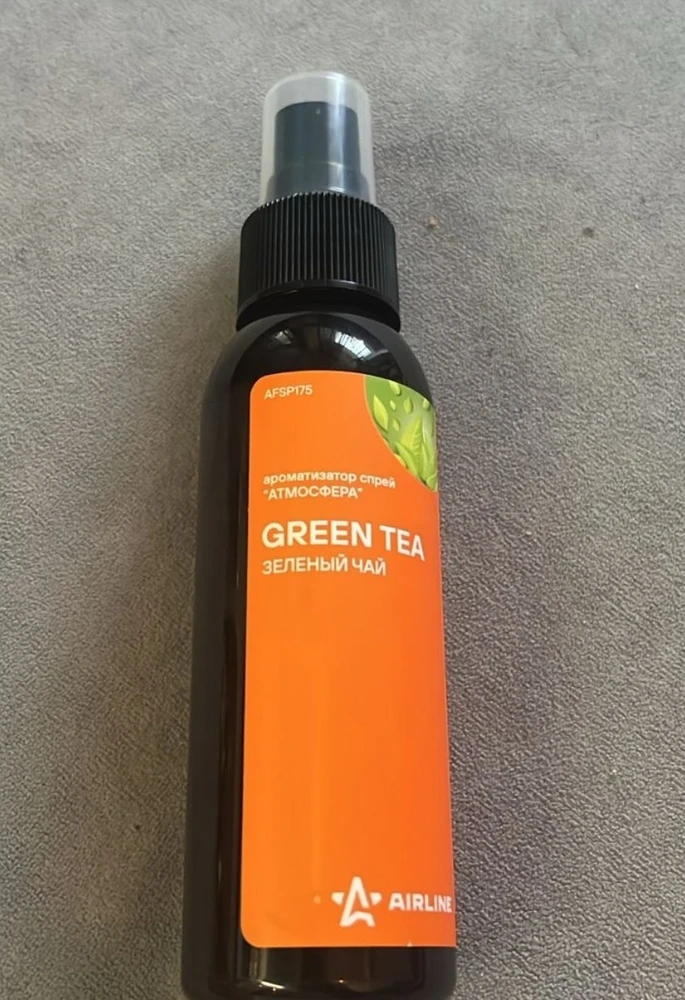 AFSP175
ароматизатор спрей
"АТМОСФЕРА"
GREEN TEA
ЗЕЛЕНЫЙ ЧАЙ
AIRLINE